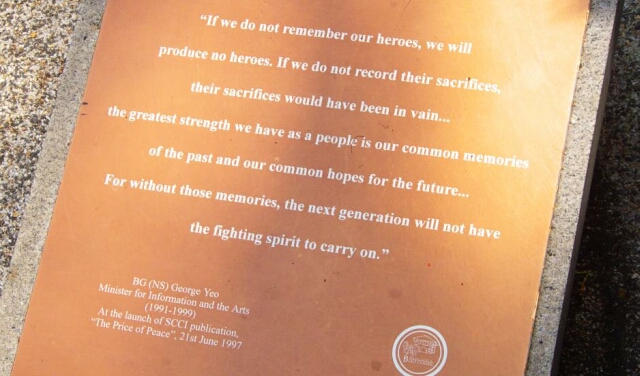 “If we do not remember our heroes, we will
produce no heroes. If we do not record their sacrifices,
their sacrifices would have been in vain...
the greatest strength we have as a people is our common memories
of the past and our common hopes for the future...
For without those memories, the next generation will not have
the fighting spirit to carry on.”
BG (NS) George Yeo
Minister for Information and the Arts
(1991-1999)
At the launch of SCCI publication,
“The Price of Peace”, 21st June 1997